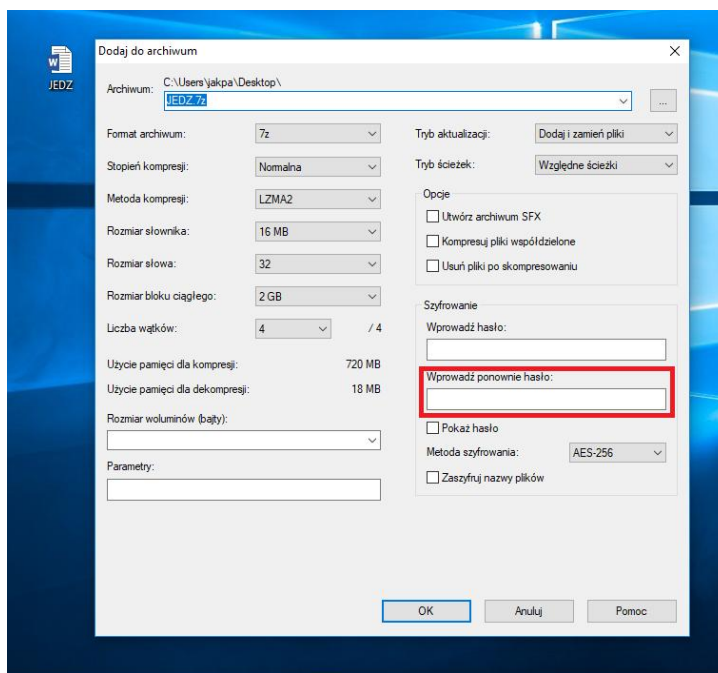 W
JEDZ
Dodaj do archiwum
Archiwum: C:\Users\jakpa\Desktop\
JEDZ.7z
...
Format archiwum: 7z
Stopień kompresji: Normalna
Metoda kompresji: LZMA2
Rozmiar słownika: 16 MB
Rozmiar słowa: 32
Rozmiar bloku ciągłego: 2 GB
Liczba wątków: 4 / 4
Użycie pamięci dla kompresji: 720 MB
Użycie pamięci dla dekompresji: 18 MB
Rozmiar woluminów (bajty):
Parametry:
Tryb aktualizacji: Dodaj i zamień pliki
Tryb ścieżek: Względne ścieżki
Opcje
Utwórz archiwum SFX
Kompresuj pliki współdzielone
Usuń pliki po skompresowaniu
Szyfrowanie
Wprowadź hasło:
Wprowadź ponownie hasło:
Pokaż hasło
Metoda szyfrowania: AES-256
Zaszyfruj nazwy plików
OK Anuluj Pomoc